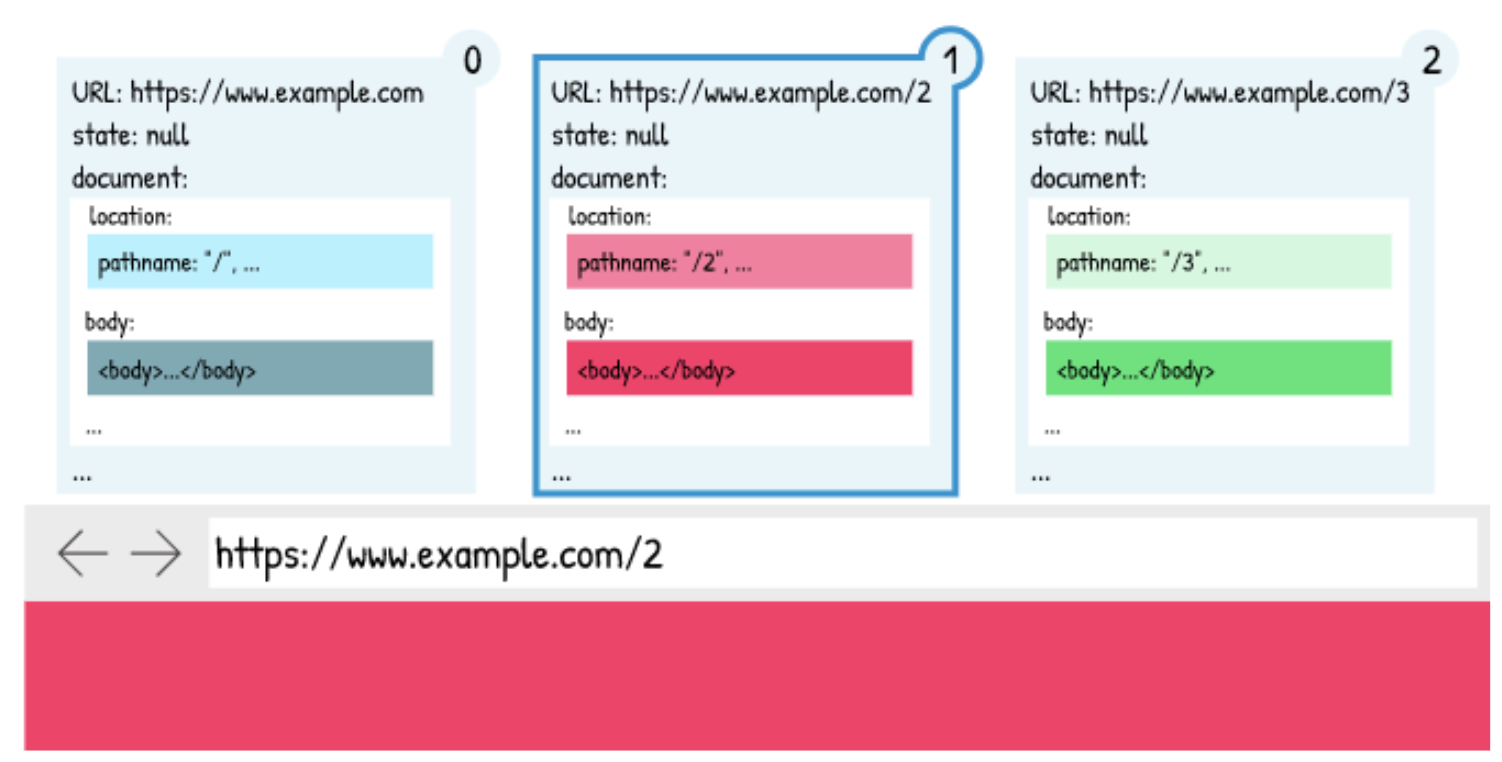 0
URL: https://www.example.com
state: null
document:
location:
pathname: "/", ...
body:
<body>...</body>
...
...
1
URL: https://www.example.com/2
state: null
document:
location:
pathname: "/2", ...
body:
<body>...</body>
...
...
2
URL: https://www.example.com/3
state: null
document:
location:
pathname: "/3", ...
body:
<body>...</body>
...
...
https://www.example.com/2